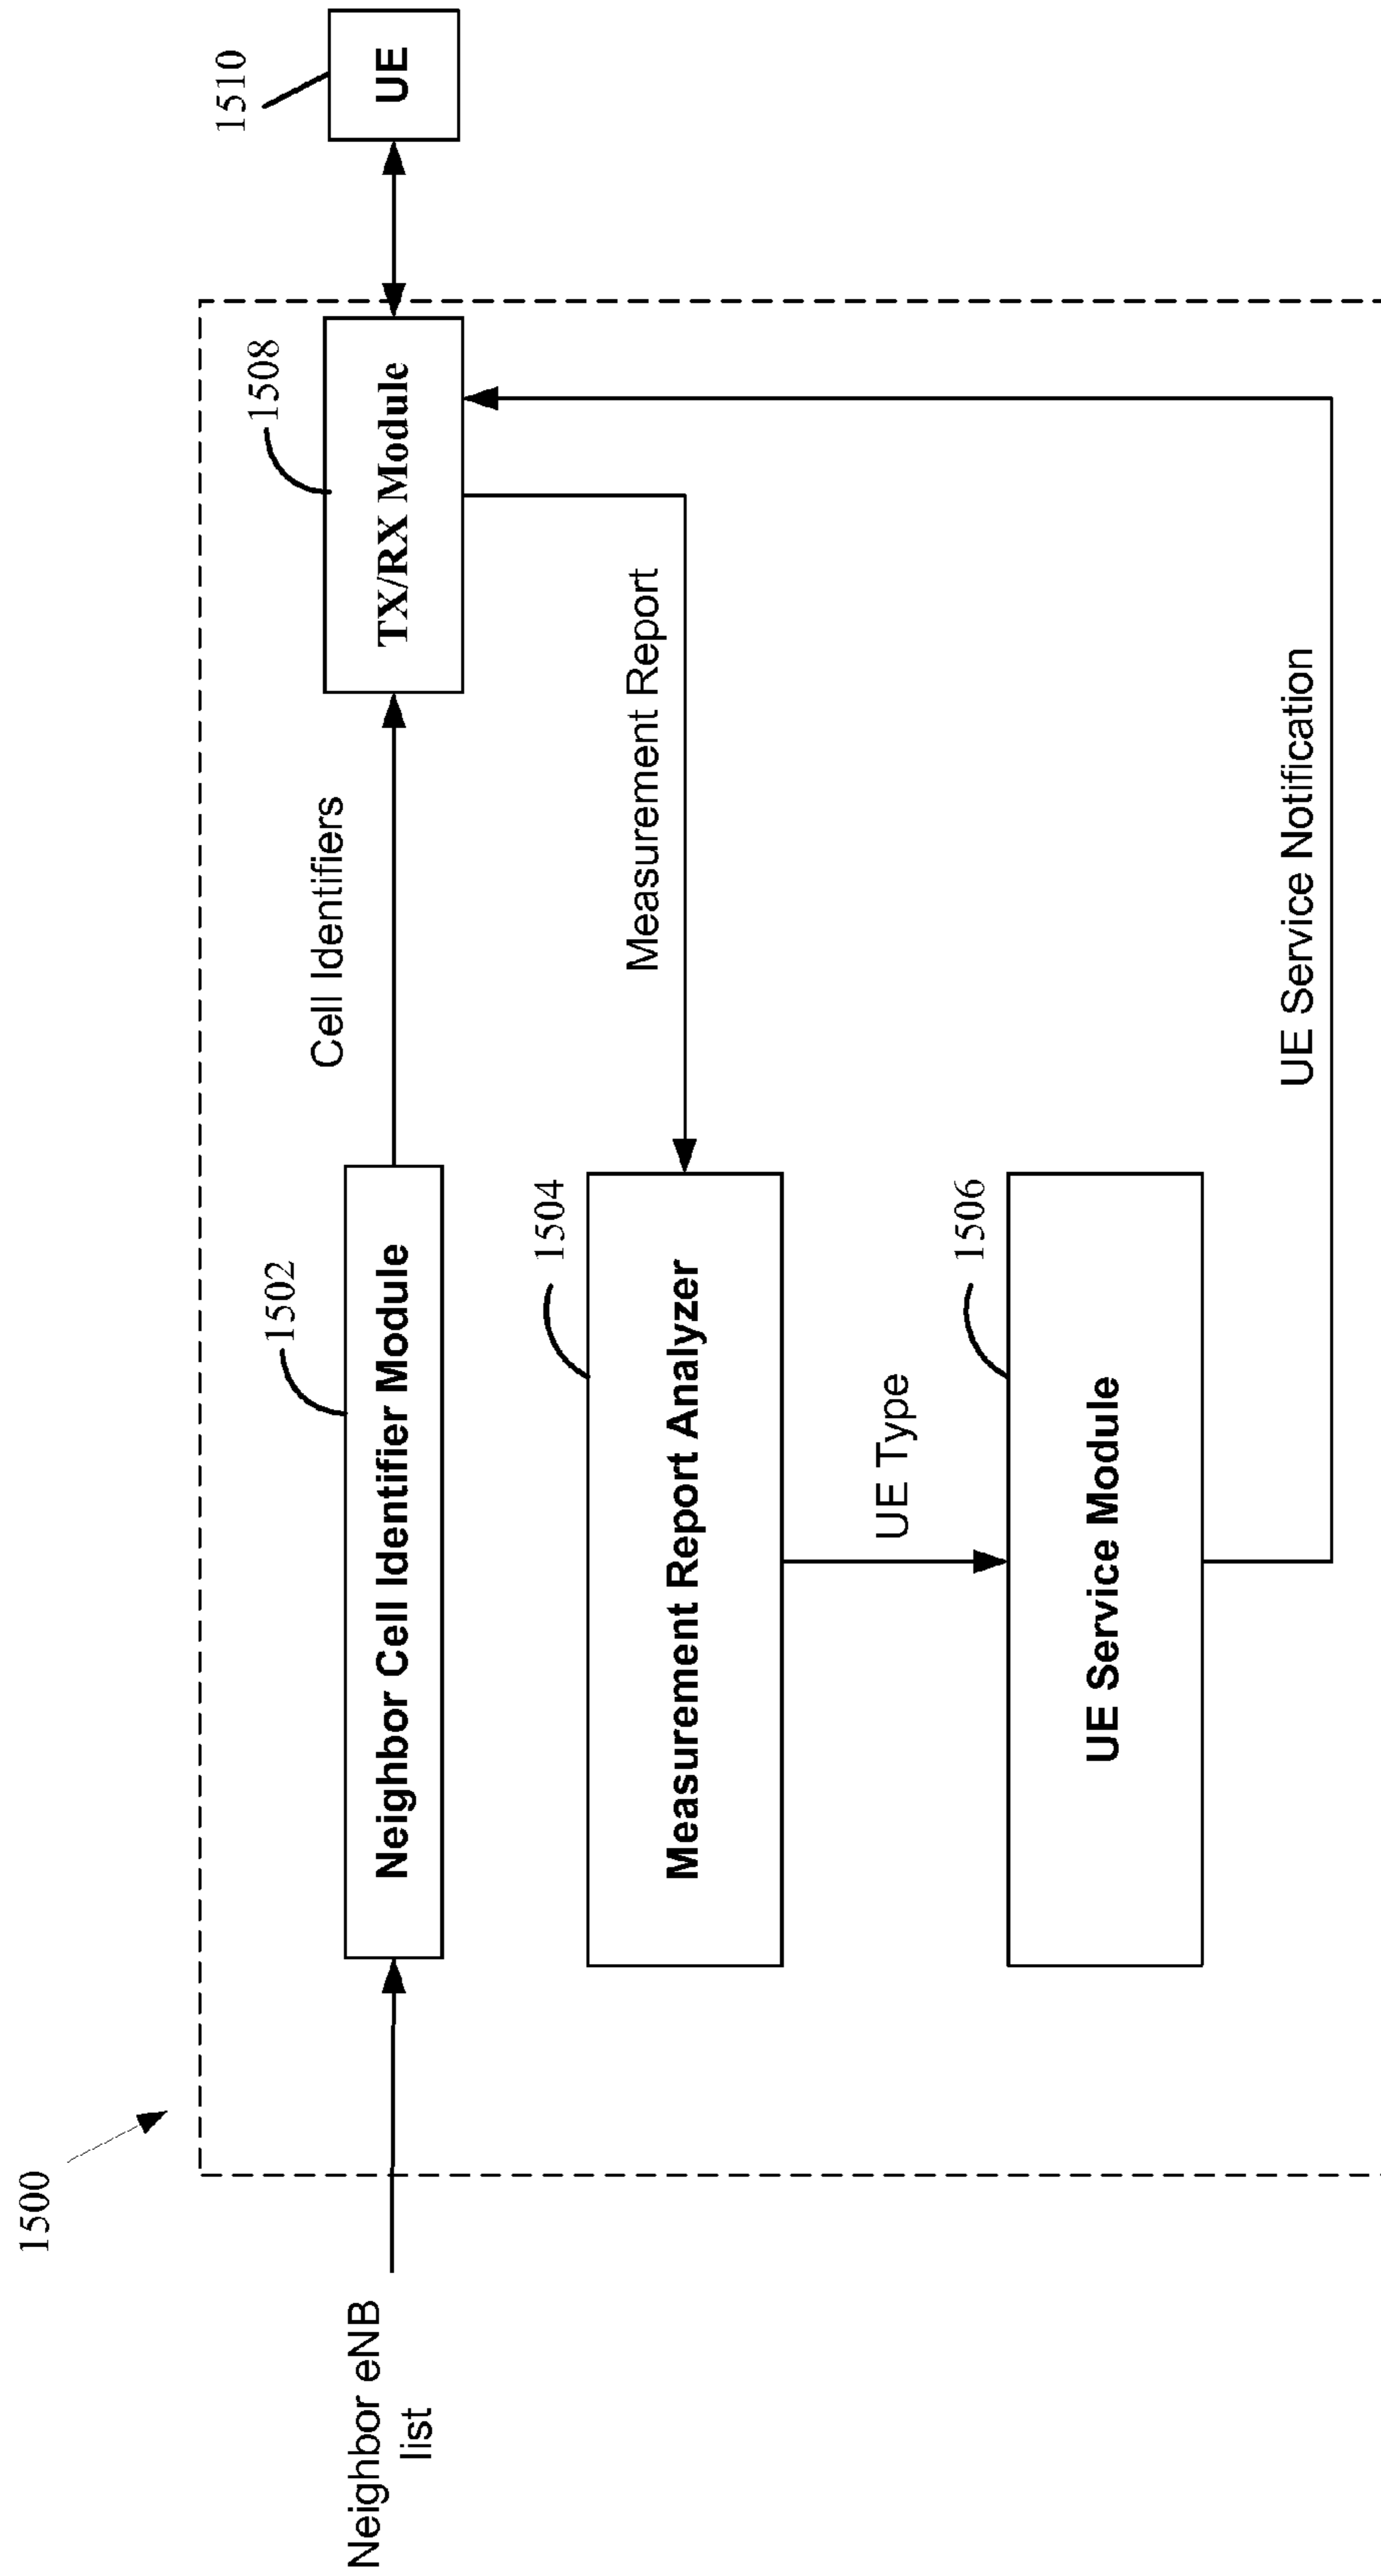 1500
Neighbor eNB
list
1502
Neighbor Cell Identifier Module
Cell Identifiers
1508
TX/RX Module
1510
UE
Measurement Report
1504
Measurement Report Analyzer
UE Type
1506
UE Service Module
UE Service Notification